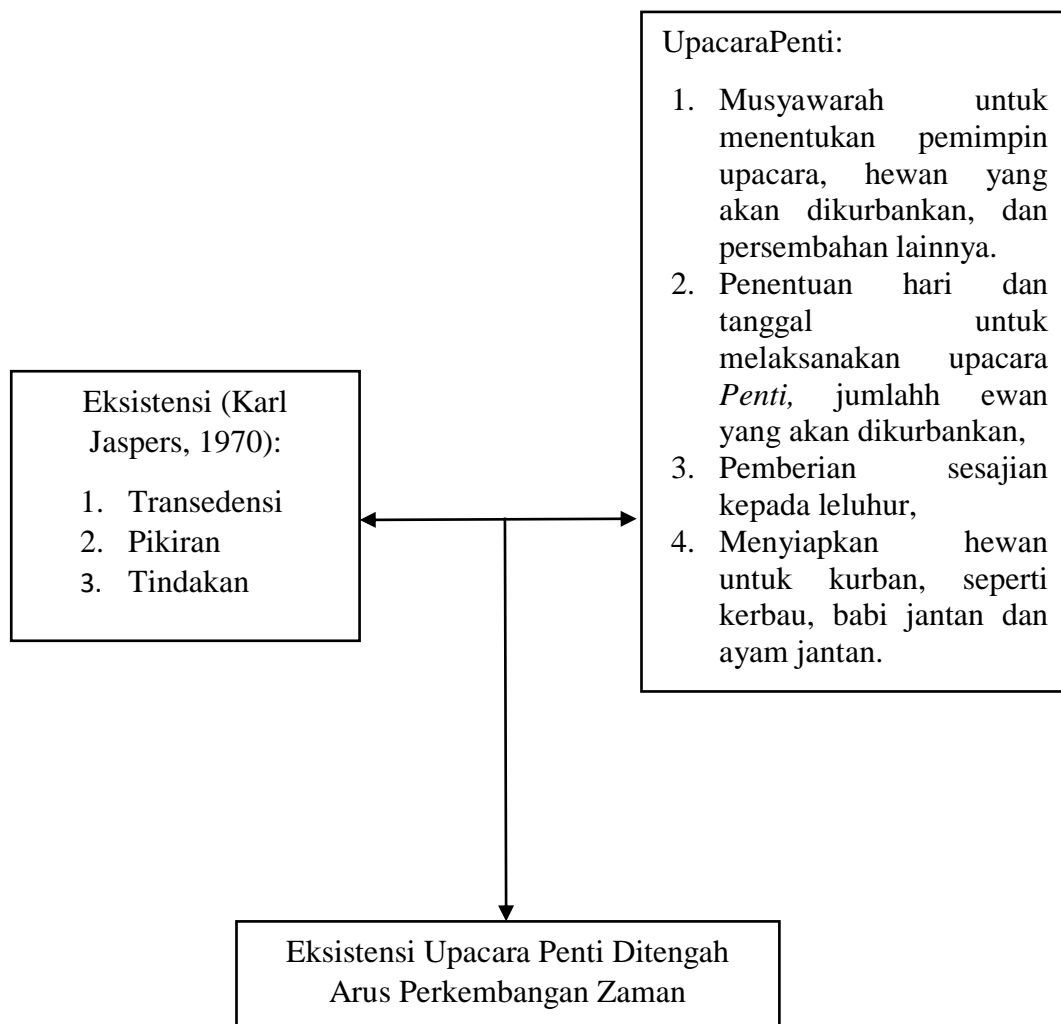 Eksistensi (Karl
Jaspers, 1970):
1. Transedensi
2. Pikiran
3. Tindakan
UpacaraPenti:
1. Musyawarah untuk
menentukan pemimpin
upacara, hewan yang
akan dikurbankan, dan
persembahan lainnya.
2. Penentuan hari dan
tanggal untuk
melaksanakan upacara
Penti, jumlahh ewan
yang akan dikurbankan,
3. Pemberian sesajian
kepada leluhur,
4. Menyiapkan hewan
untuk kurban, seperti
kerbau, babi jantan dan
ayam jantan.
Eksistensi Upacara Penti Ditengah
Arus Perkembangan Zaman